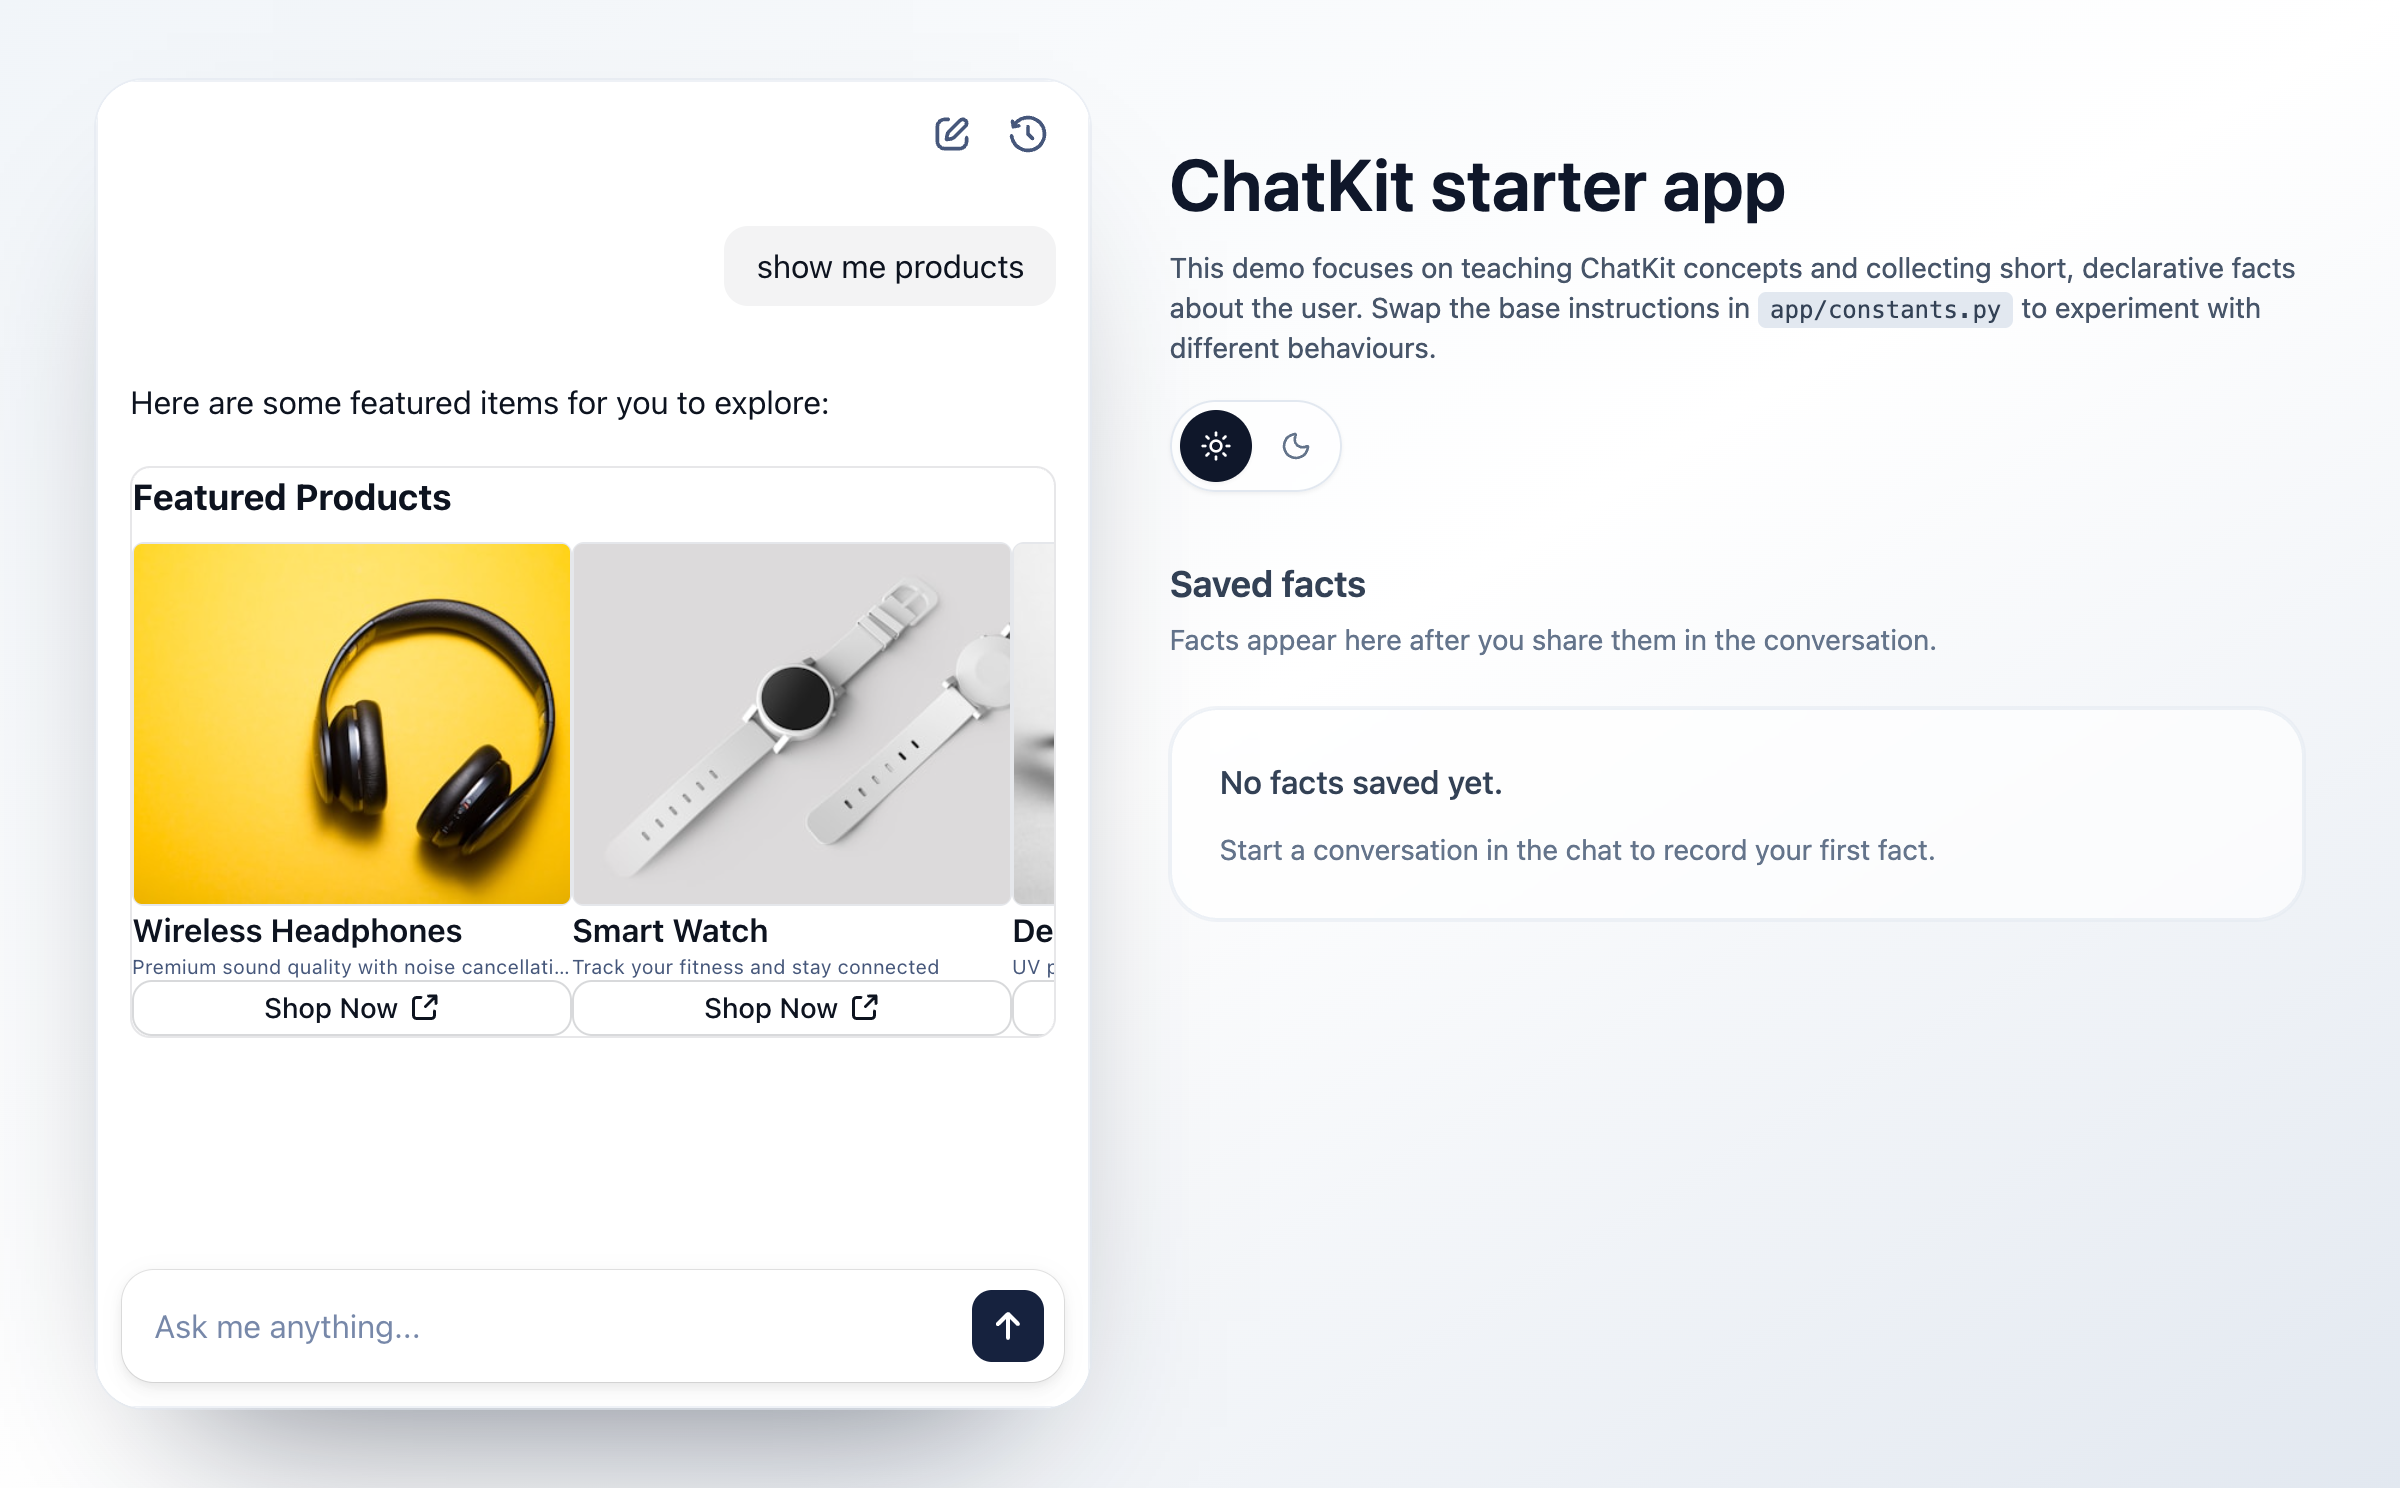 show me products
Here are some featured items for you to explore:
Featured Products
Wireless Headphones
Premium sound quality with noise cancellati...
Shop Now
Smart Watch
Track your fitness and stay connected
Shop Now
De
UV p
Ask me anything...
ChatKit starter app
This demo focuses on teaching ChatKit concepts and collecting short, declarative facts
about the user. Swap the base instructions in app/constants.py to experiment with
different behaviours.
Saved facts
Facts appear here after you share them in the conversation.
No facts saved yet.
Start a conversation in the chat to record your first fact.